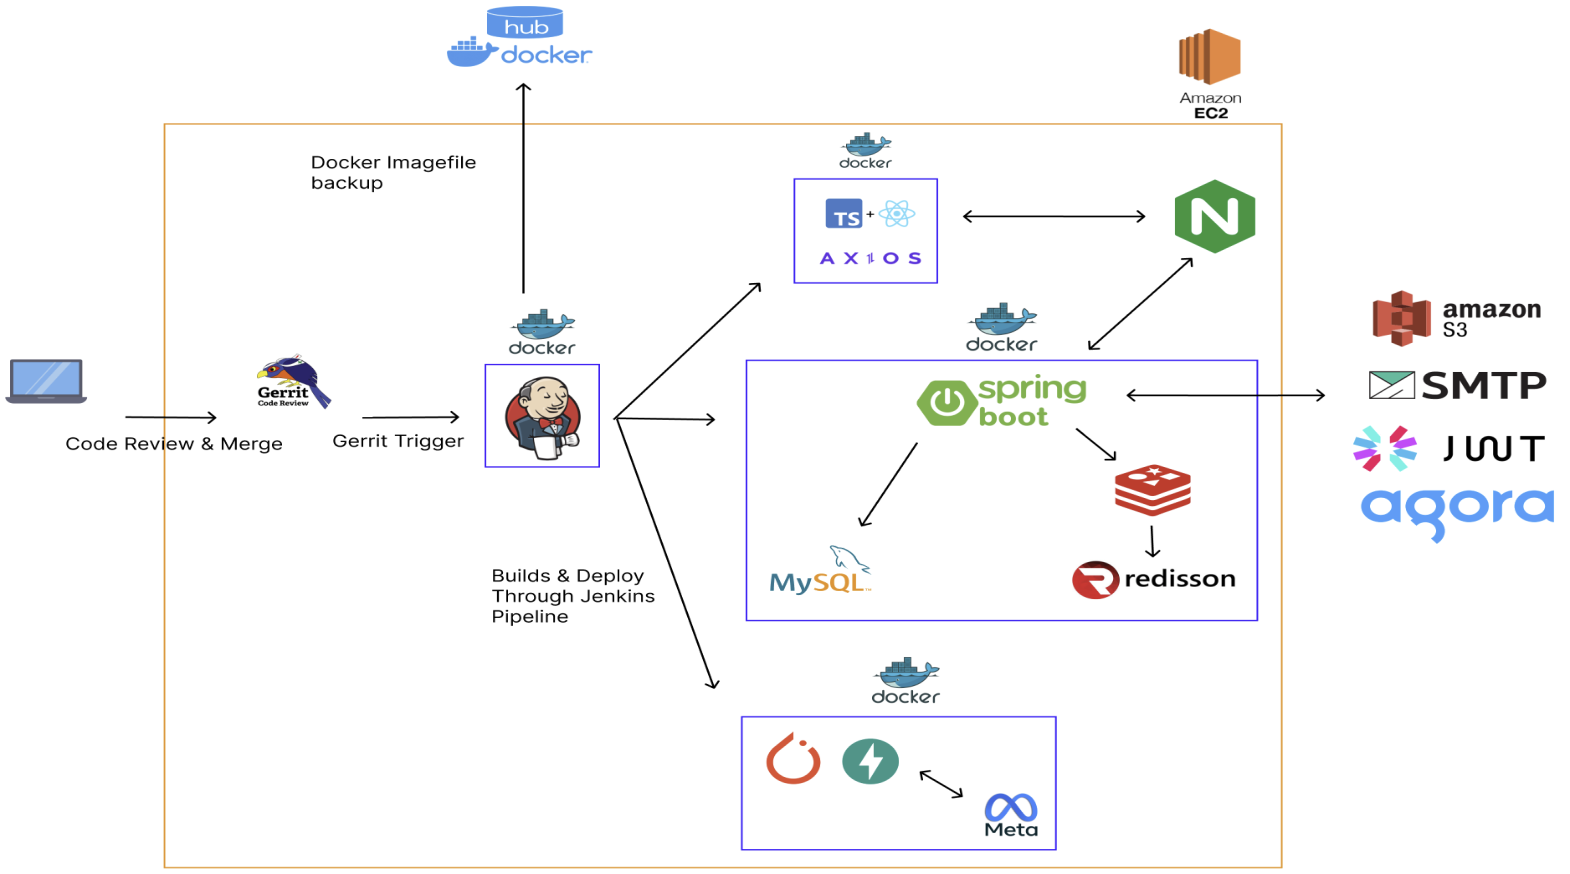 hub
docker
Amazon
EC2
Docker Imagefile
backup
docker
TS
+
AXIOS
N
docker
docker
amazon
S3
Gerrit
Code Review
spring
boot
SMTP
Code Review & Merge
Gerrit Trigger
JWT
agora
Builds & Deploy
Through Jenkins
Pipeline
MySQL
R redisson
docker
Meta